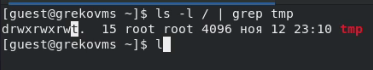 [guest@grekovms ~]$ ls -l / | grep tmp
drwxrwxrwt.  15 root root 4096 ноя 12 23:10 tmp
[guest@grekovms ~]$ l